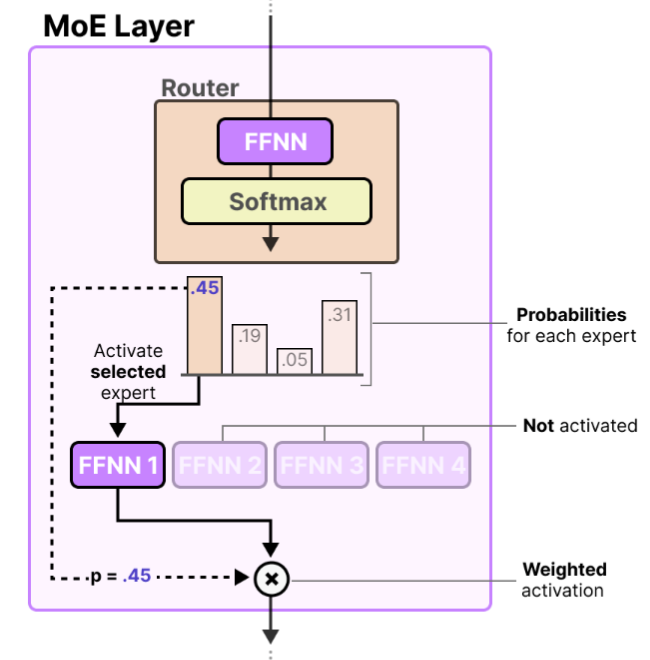 MoE Layer
Router
FFNN
Softmax
.45
.19
.05
.31
Probabilities
for each expert
Activate
selected
expert
Not activated
FFNN 1
FFNN 2
FFNN 3
FFNN 4
p = .45
×
Weighted
activation